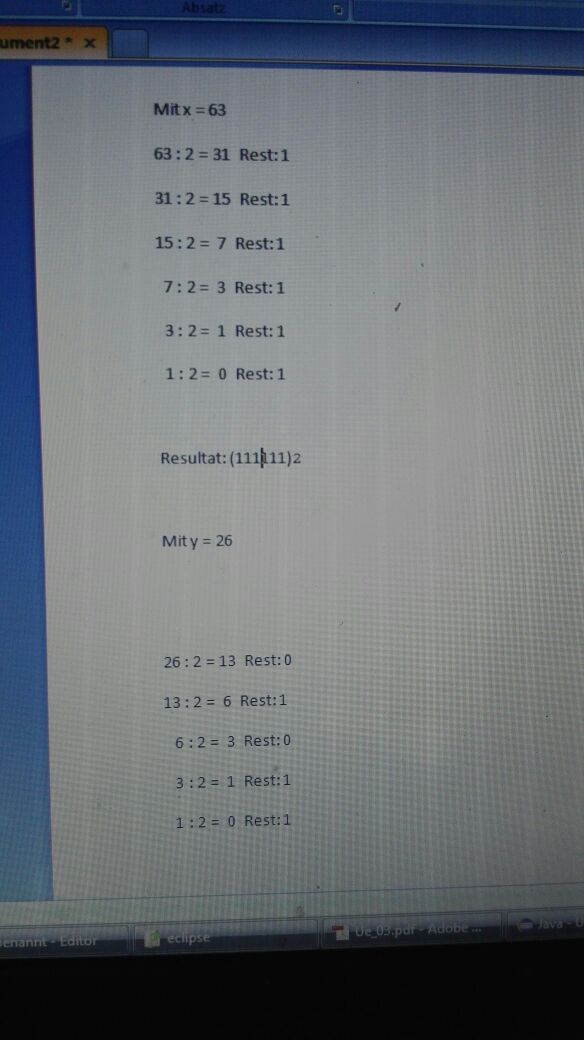 Absatz
ument2 * x
Mit x = 63
63 : 2 = 31 Rest: 1
31 : 2 = 15 Rest: 1
15 : 2 = 7 Rest: 1
7 : 2 = 3 Rest: 1
3 : 2 = 1 Rest: 1
1 : 2 = 0 Rest: 1
Resultat: (111111)2
Mit y = 26
26 : 2 = 13 Rest: 0
13 : 2 = 6 Rest: 1
6 : 2 = 3 Rest: 0
3 : 2 = 1 Rest: 1
1 : 2 = 0 Rest: 1
enannt - Editor eclipse Ue_03.pdf - Adobe ... Java -